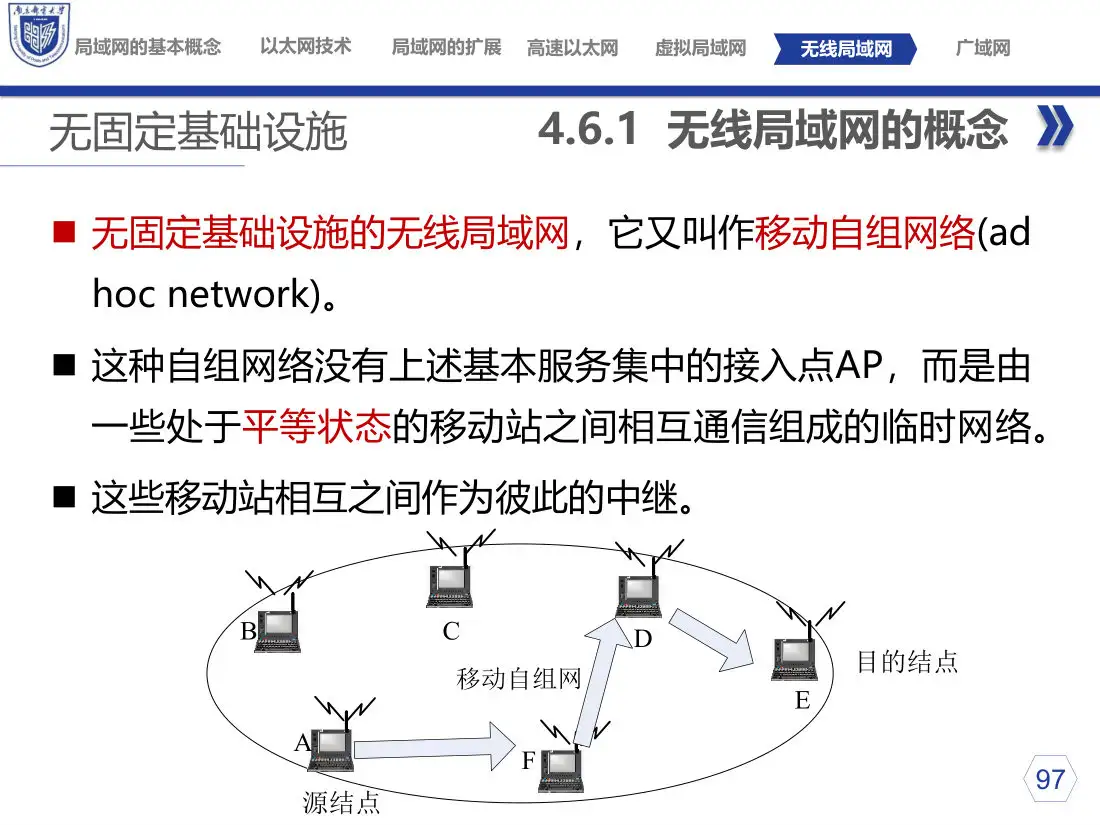 局域网的基本概念 以太网技术 局域网的扩展 高速以太网 虚拟局域网 无线局域网 广域网
无固定基础设施
4.6.1 无线局域网的概念
无固定基础设施的无线局域网，它又叫作移动自组网络(ad
hoc network)。
这种自组网络没有上述基本服务集中的接入点AP，而是由
一些处于平等状态的移动站之间相互通信组成的临时网络。
这些移动站相互之间作为彼此的中继。
B
C
D
移动自组网
目的结点
E
A
F
源结点
97